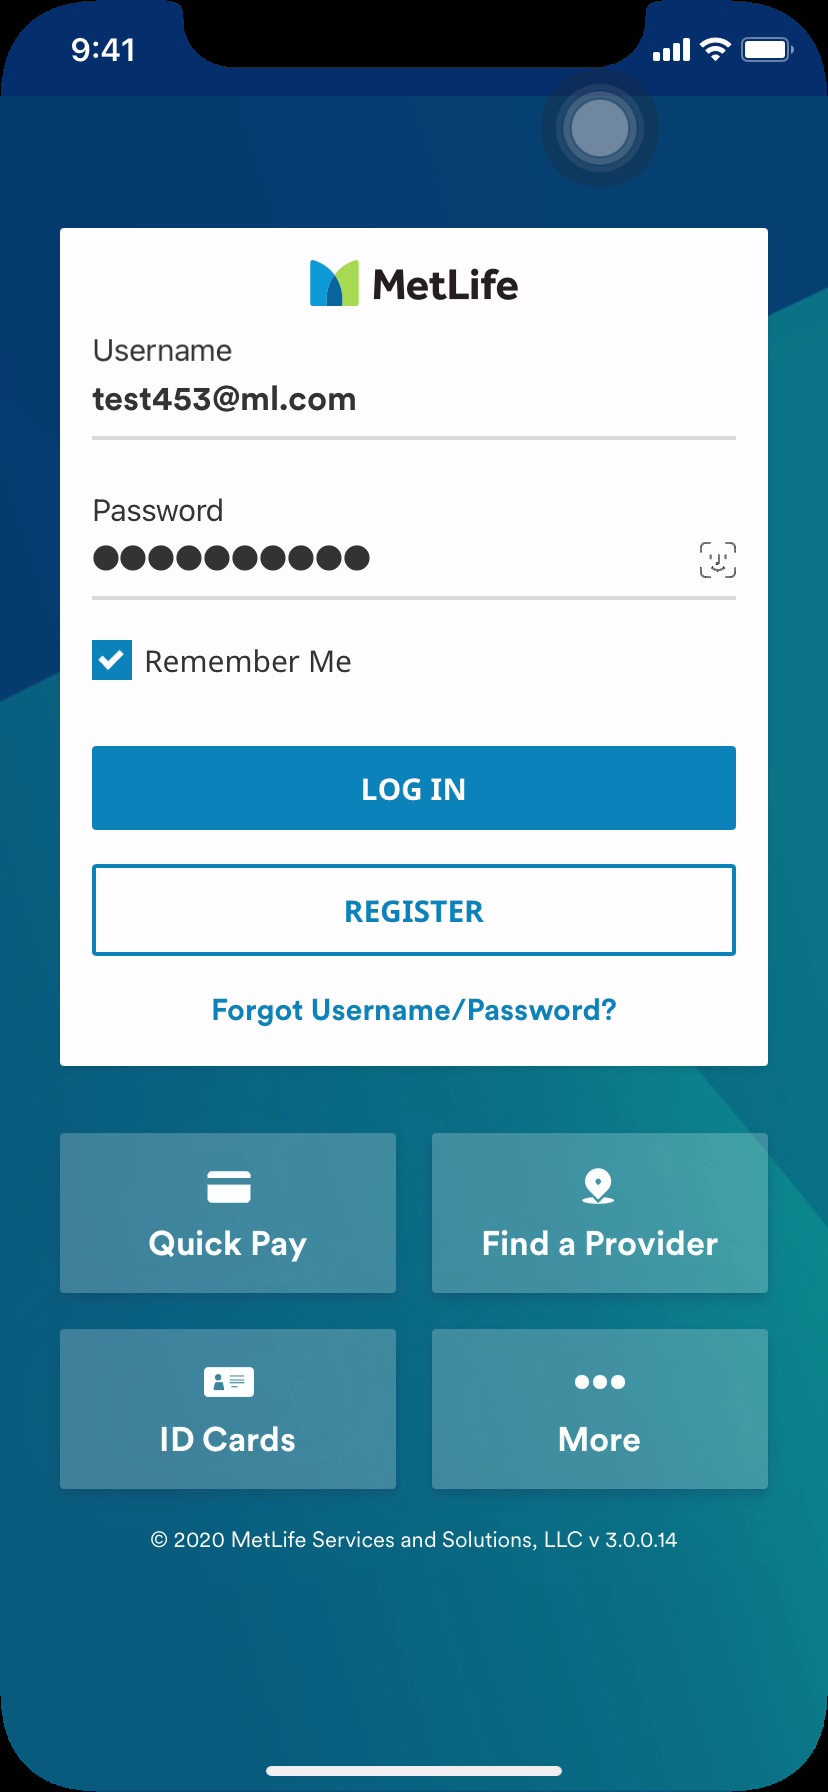 9:41
MetLife
Username
test453@ml.com
Password
●●●●●●●●●●
Remember Me
LOG IN
REGISTER
Forgot Username/Password?
Quick Pay
Find a Provider
ID Cards
More
© 2020 MetLife Services and Solutions, LLC v 3.0.0.14